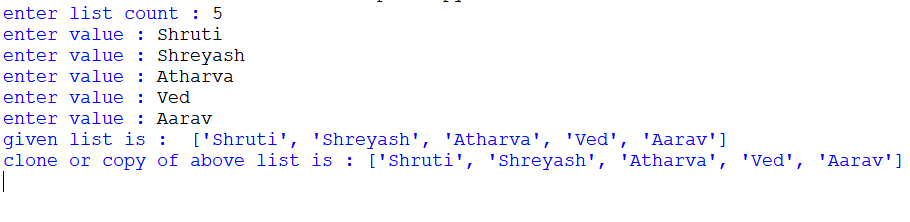 enter list count : 5
enter value : Shruti
enter value : Shreyash
enter value : Atharva
enter value : Ved
enter value : Aarav
given list is :  ['Shruti', 'Shreyash', 'Atharva', 'Ved', 'Aarav']
clone or copy of above list is : ['Shruti', 'Shreyash', 'Atharva', 'Ved', 'Aarav']